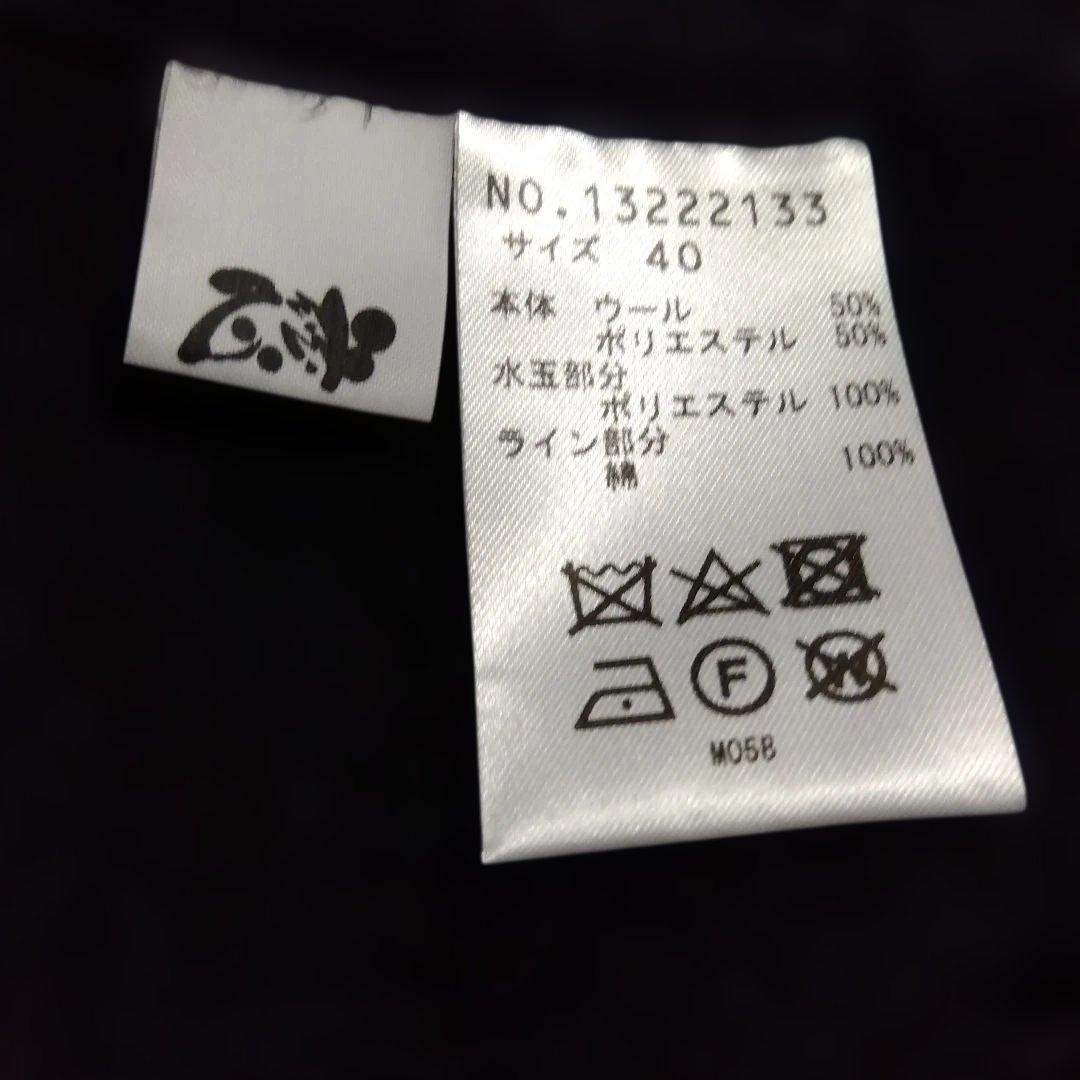 NO.13222133
サイズ 40
本体 ウール 50%
ポリエステル 50%
水玉部分
ポリエステル 100%
ライン部分
綿 100%
F
W
M058